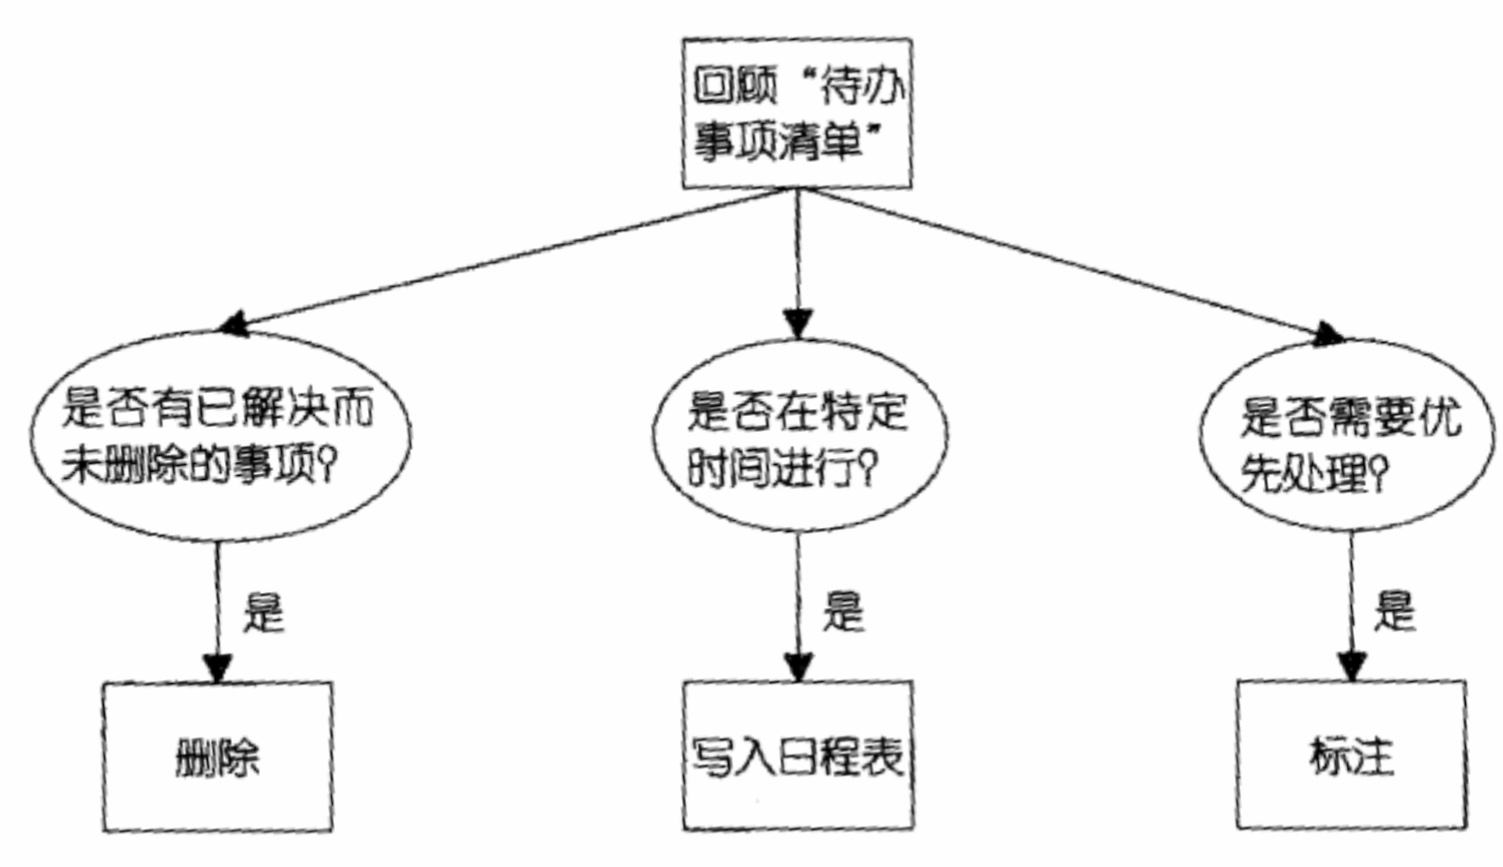 回顾“待办
事项清单”
是否有已解决而
未删除的事项?
是否在特定
时间进行?
是否需要优
先处理?
是
是
是
删除
写入日程表
标注